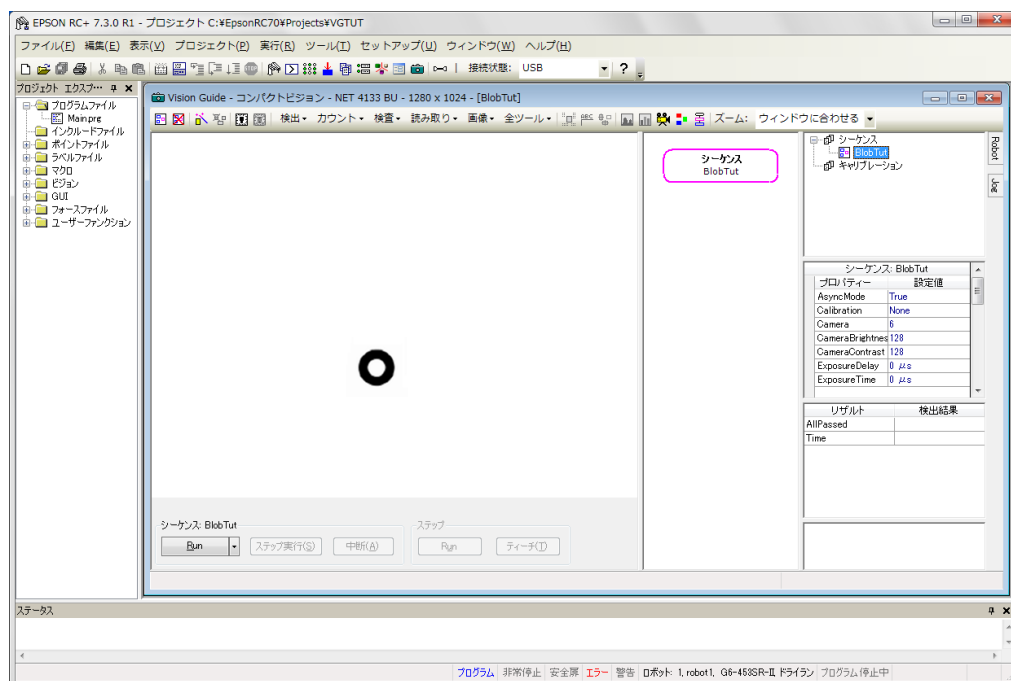 EPSON RC+ 7.3.0 R1 - プロジェクト C:¥EpsonRC70¥Projects¥VGTUT
ファイル(F) 編集(E) 表示(V) プロジェクト(P) 実行(R) ツール(T) セットアップ(U) ウィンドウ(W) ヘルプ(H)
接続状態: USB
プロジェクト エクスプ…
プログラムファイル
Main.prg
インクルードファイル
ポイントファイル
ラベルファイル
マクロ
ビジョン
GUI
フォースファイル
ユーザーファンクション
Vision Guide - コンパクトビジョン - NET 4133 BU - 1280 x 1024 - [BlobTut]
検出 カウント 検査 読み取り 画像 全ツール ズーム: ウィンドウに合わせる
シーケンス
BlobTut
シーケンス
BlobTut
キャリブレーション
Robot
Jog
シーケンス: BlobTut
プロパティー 設定値
AsyncMode True
Calibration None
Camera 6
CameraBrightnes 128
CameraContrast 128
ExposureDelay 0 μs
ExposureTime 0 μs
リザルト 検出結果
AllPassed
Time
シーケンス: BlobTut
Run ステップ実行(S) 中断(A)
ステップ
Run ティーチ(T)
ステータス
プログラム 非常停止 安全扉 エラー 警告 ロボット: 1, robot1, G6-453SR-II ドライラン プログラム停止中